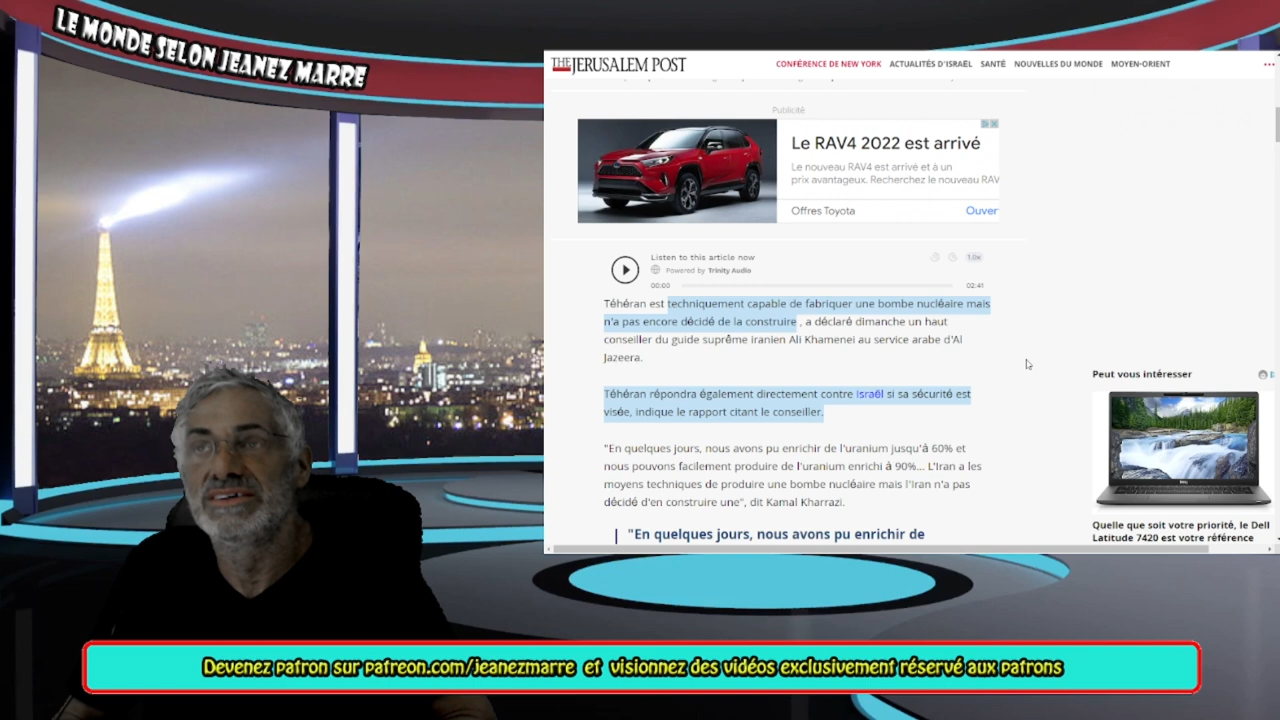 LE MONDE SELON JEANEZ MARRE
THE JERUSALEM POST
CONFÉRENCE DE NEW YORK ACTUALITÉS D'ISRAËL SANTÉ NOUVELLES DU MONDE MOYEN-ORIENT
Publicité
Le RAV4 2022 est arrivé
Le nouveau RAV4 est arrivé et à un
prix avantageux. Recherchez le nouveau RAV
Offres Toyota Ouver
Listen to this article now
Powered by Trinity Audio
1.0x
00:00 02:41
Téhéran est techniquement capable de fabriquer une bombe nucléaire mais
n'a pas encore décidé de la construire , a déclaré dimanche un haut
conseiller du guide suprême iranien Ali Khamenei au service arabe d'Al
Jazeera.
Téhéran répondra également directement contre Israël si sa sécurité est
visée, indique le rapport citant le conseiller.
"En quelques jours, nous avons pu enrichir de l'uranium jusqu'à 60% et
nous pouvons facilement produire de l'uranium enrichi à 90%... L'Iran a les
moyens techniques de produire une bombe nucléaire mais l'Iran n'a pas
décidé d'en construire une", dit Kamal Kharrazi.
"En quelques jours, nous avons pu enrichir de
Peut vous intéresser
DELL
Quelle que soit votre priorité, le Dell
Latitude 7420 est votre référence
Devenez patron sur patreon.com/jeanezmarre et visionnez des vidéos exclusivement réservé aux patrons